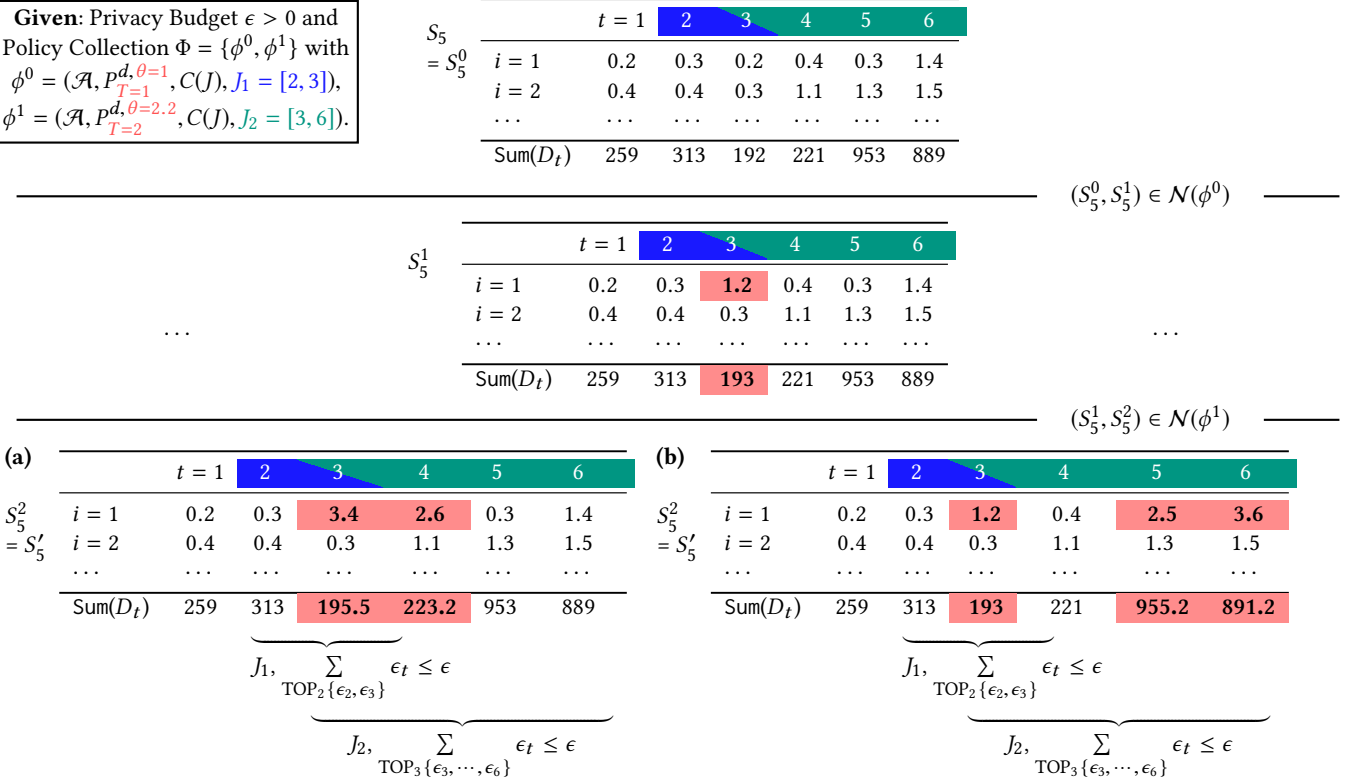 Given: Privacy Budget ϵ > 0 and
Policy Collection Φ = {ϕ⁰, ϕ¹} with
ϕ⁰ = (𝒜, P^{d,θ=1}_{T=1}, C(J), J₁ = [2, 3]),
ϕ¹ = (𝒜, P^{d,θ=2.2}_{T=2}, C(J), J₂ = [3, 6]).
S₅
= S₅⁰
t = 1 2 3 4 5 6
i = 1 0.2 0.3 0.2 0.4 0.3 1.4
i = 2 0.4 0.4 0.3 1.1 1.3 1.5
... ... ... ... ... ... ...
Sum(D_t) 259 313 192 221 953 889
(S₅⁰, S₅¹) ∈ 𝒩(ϕ⁰)
S₅¹
t = 1 2 3 4 5 6
i = 1 0.2 0.3 1.2 0.4 0.3 1.4
i = 2 0.4 0.4 0.3 1.1 1.3 1.5
... ... ... ... ... ... ...
Sum(D_t) 259 313 193 221 953 889
...
...
(S₅¹, S₅²) ∈ 𝒩(ϕ¹)
(a)
t = 1 2 3 4 5 6
S₅² i = 1 0.2 0.3 3.4 2.6 0.3 1.4
= S₅′ i = 2 0.4 0.4 0.3 1.1 1.3 1.5
... ... ... ... ... ... ...
Sum(D_t) 259 313 195.5 223.2 953 889
J₁, ∑ ϵ_t ≤ ϵ
TOP₂{ϵ₂, ϵ₃}
J₂, ∑ ϵ_t ≤ ϵ
TOP₃{ϵ₃, ⋯, ϵ₆}
(b)
t = 1 2 3 4 5 6
S₅² i = 1 0.2 0.3 1.2 0.4 2.5 3.6
= S₅′ i = 2 0.4 0.4 0.3 1.1 1.3 1.5
... ... ... ... ... ... ...
Sum(D_t) 259 313 193 221 955.2 891.2
J₁, ∑ ϵ_t ≤ ϵ
TOP₂{ϵ₂, ϵ₃}
J₂, ∑ ϵ_t ≤ ϵ
TOP₃{ϵ₃, ⋯, ϵ₆}